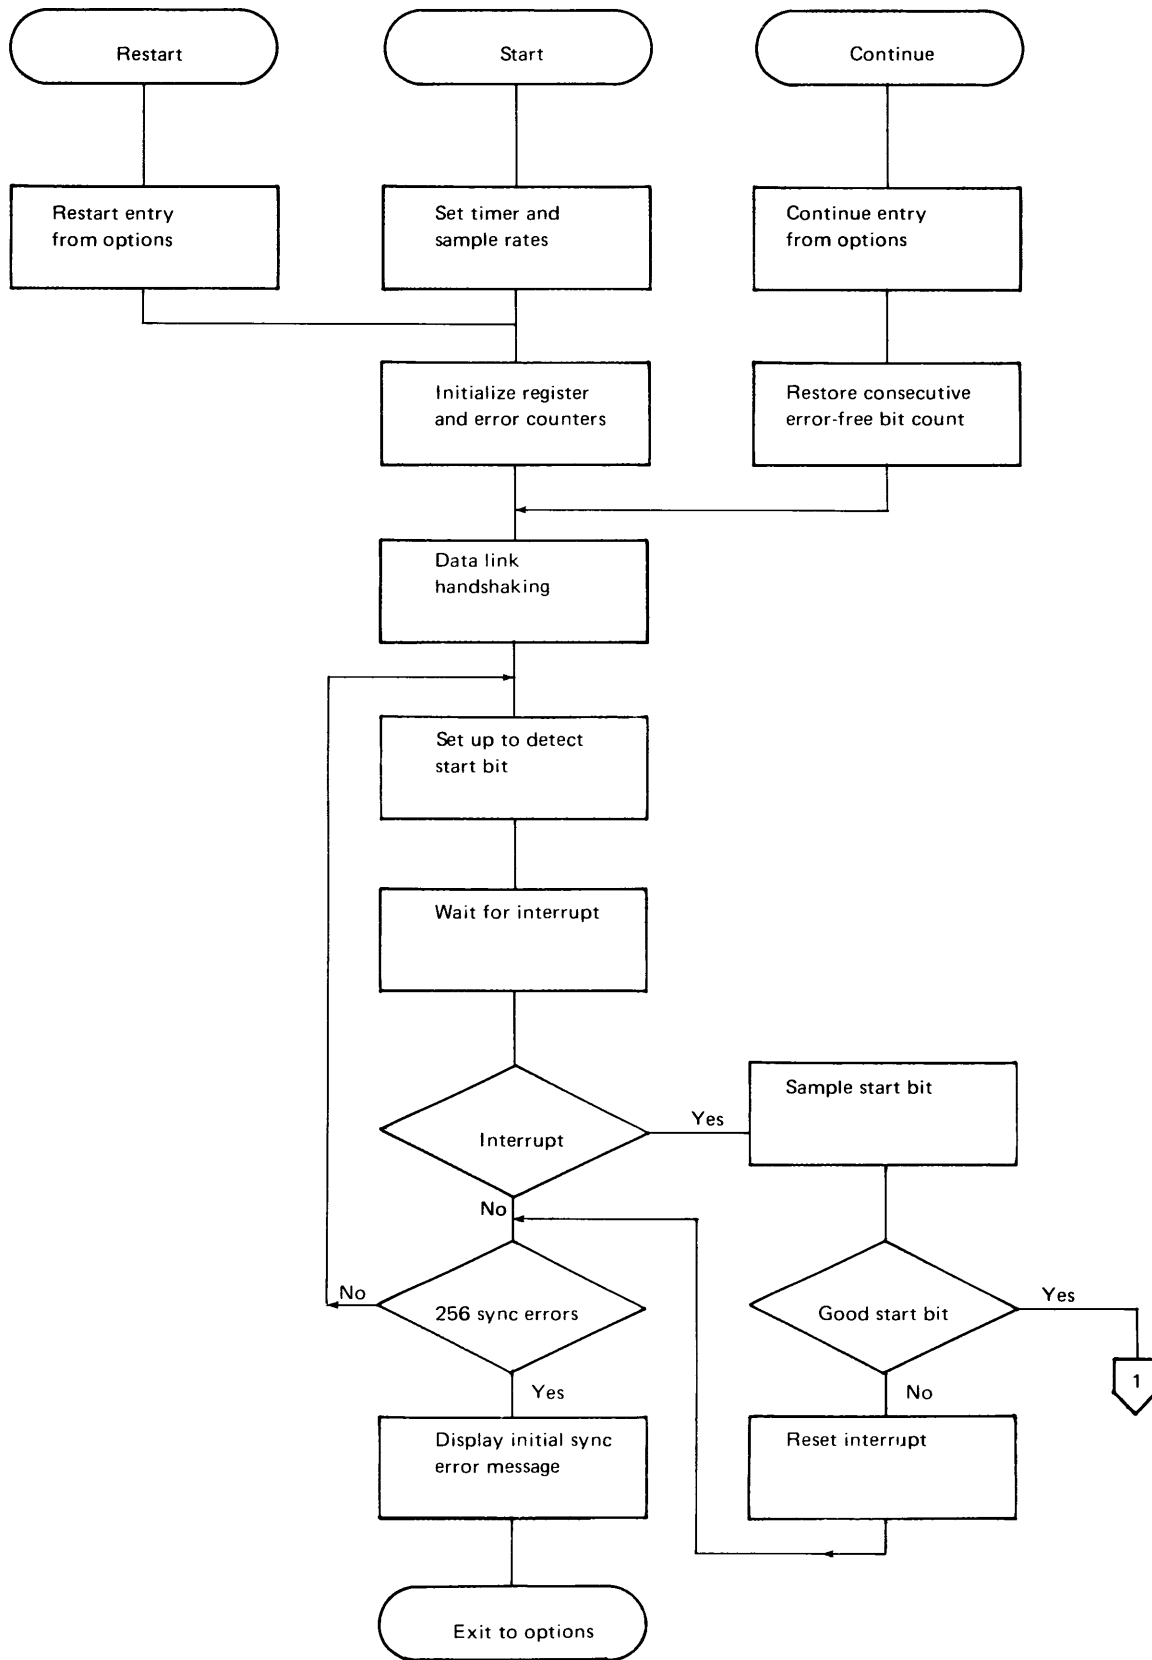 Restart
Start
Continue
Restart entry
from options
Set timer and
sample rates
Continue entry
from options
Initialize register
and error counters
Restore consecutive
error-free bit count
Data link
handshaking
Set up to detect
start bit
Wait for interrupt
Interrupt
Yes
Sample start bit
No
No
256 sync errors
Good start bit
Yes
1
Yes
No
Display initial sync
error message
Reset interrupt
Exit to options